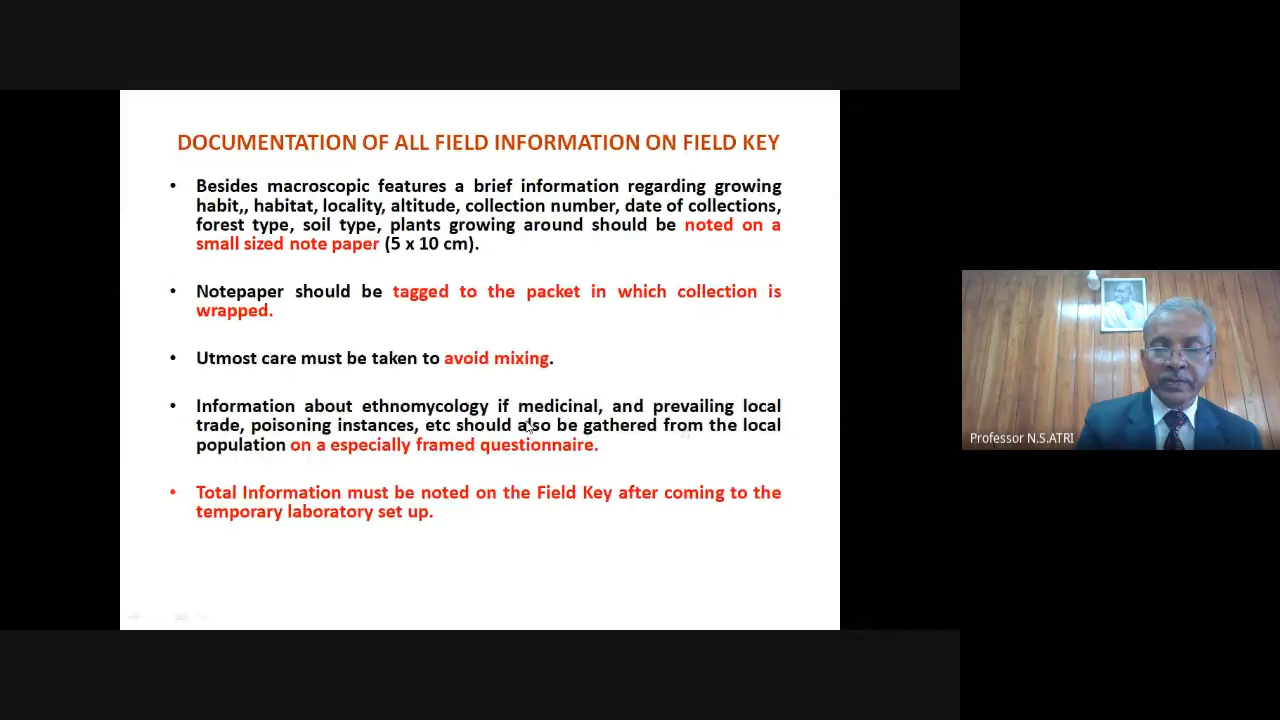 DOCUMENTATION OF ALL FIELD INFORMATION ON FIELD KEY
• Besides macroscopic features a brief information regarding growing
habit,, habitat, locality, altitude, collection number, date of collections,
forest type, soil type, plants growing around should be noted on a
small sized note paper (5 x 10 cm).
• Notepaper should be tagged to the packet in which collection is
wrapped.
• Utmost care must be taken to avoid mixing.
• Information about ethnomycology if medicinal, and prevailing local
trade, poisoning instances, etc should also be gathered from the local
population on a especially framed questionnaire.
• Total Information must be noted on the Field Key after coming to the
temporary laboratory set up.
Professor N.S.ATRI